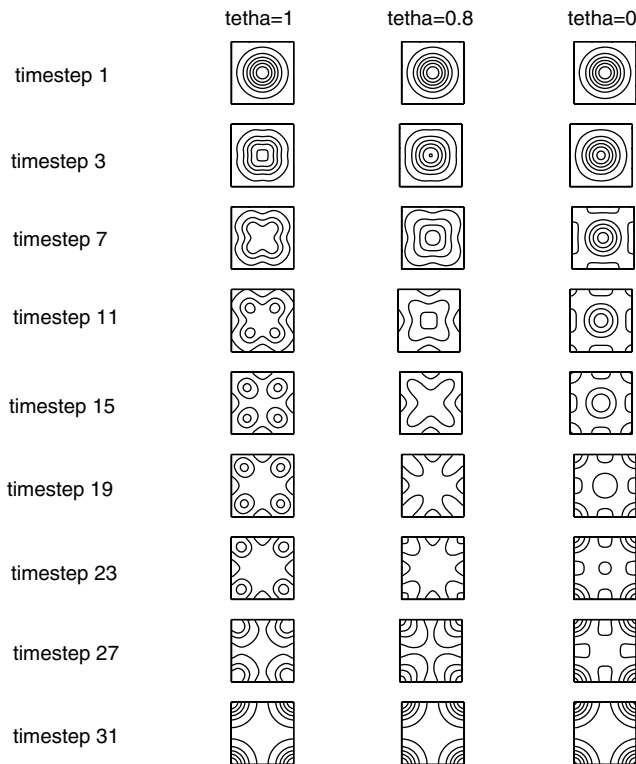 tetha=1 tetha=0.8 tetha=0
timestep 1
timestep 3
timestep 7
timestep 11
timestep 15
timestep 19
timestep 23
timestep 27
timestep 31